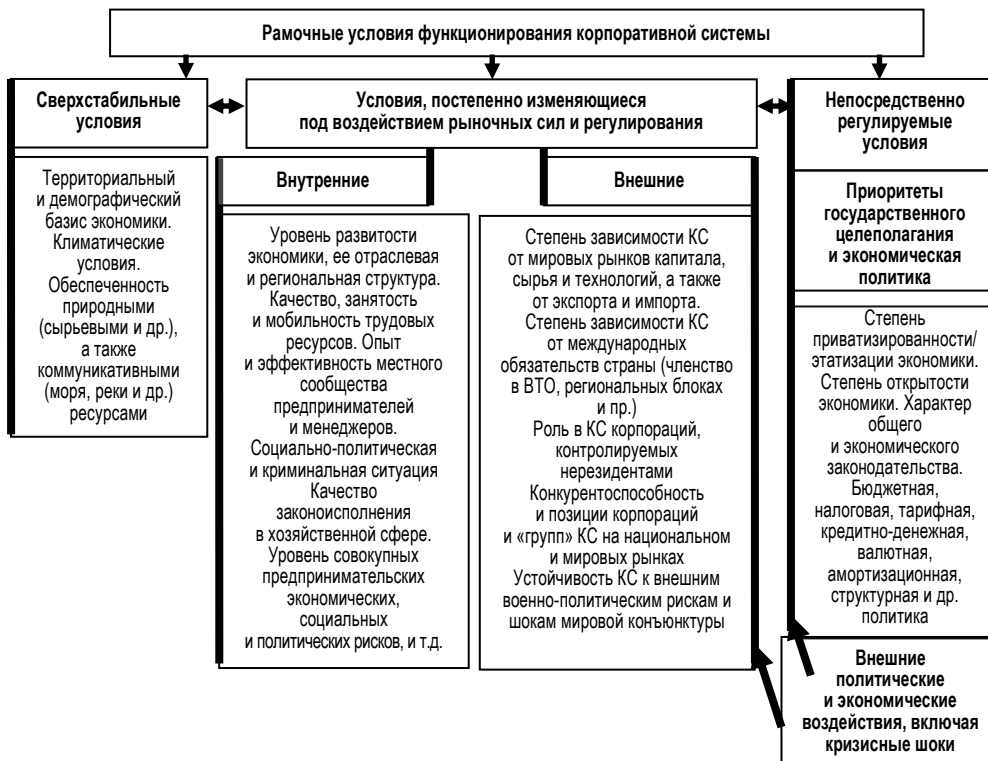 Рамочные условия функционирования корпоративной системы
Сверхстабильные
условия
Территориальный
и демографический
базис экономики.
Климатические
условия.
Обеспеченность
природными
(сырьевыми и др.),
а также
коммуникативными
(моря, реки и др.)
ресурсами
Условия, постепенно изменяющиеся
под воздействием рыночных сил и регулирования
Внутренние
Уровень развитости
экономики, ее отраслевая
и региональная структура.
Качество, занятость
и мобильность трудовых
ресурсов. Опыт
и эффективность местного
сообщества
предпринимателей
и менеджеров.
Социально-политическая
и криминальная ситуация
Качество
законоисполнения
в хозяйственной сфере.
Уровень совокупных
предпринимательских
экономических,
социальных
и политических рисков, и т.д.
Внешние
Степень зависимости КС
от мировых рынков капитала,
сырья и технологий, а также
от экспорта и импорта.
Степень зависимости КС
от международных
обязательств страны (членство
в ВТО, региональных блоках
и пр.)
Роль в КС корпораций,
контролируемых
нерезидентами
Конкурентоспособность
и позиции корпораций
и «групп» КС на национальном
и мировых рынках
Устойчивость КС к внешним
военно-политическим рискам и
шокам мировой конъюнктуры
Непосредственно
регулируемые
условия
Приоритеты
государственного
целеполагания
и экономическая
политика
Степень
приватизированности/
этатизации экономики.
Степень открытости
экономики. Характер
общего
и экономического
законодательства.
Бюджетная,
налоговая, тарифная,
кредитно-денежная,
валютная,
амортизационная,
структурная и др.
политика
Внешние
политические
и экономические
воздействия, включая
кризисные шоки